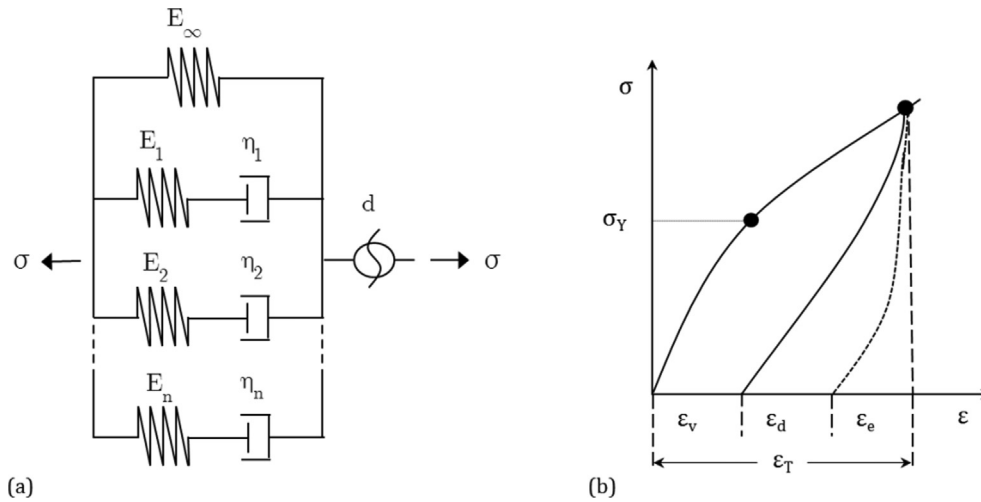 E∞
E₁ η₁
d
σ σ
E₂ η₂
Eₙ ηₙ
(a)
σ
σY
εv εd εe ε
εT
(b)